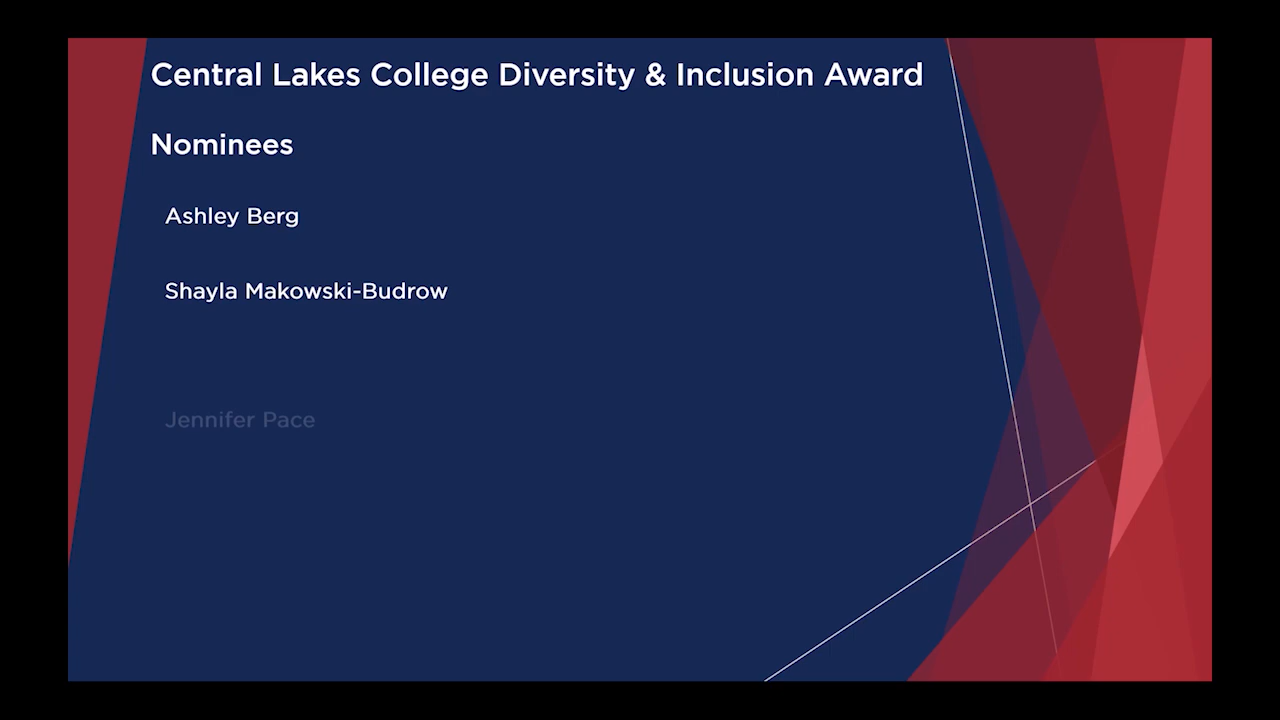 Central Lakes College Diversity & Inclusion Award
Nominees
Ashley Berg
Shayla Makowski-Budrow
Jennifer Pace